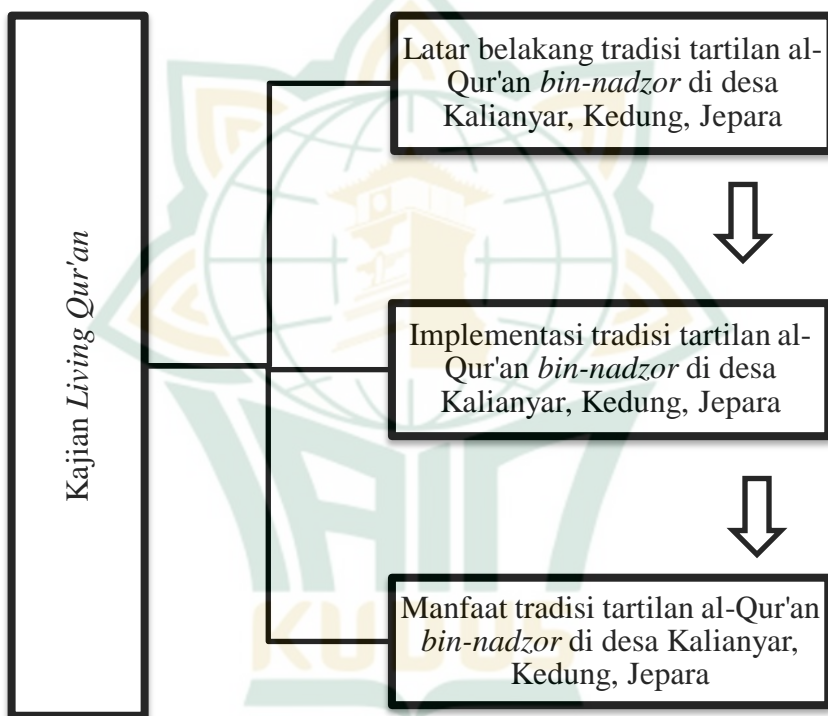 Kajian Living Qur'an
Latar belakang tradisi tartilan al-
Qur'an bin-nadzor di desa
Kalianyar, Kedung, Jepara
Implementasi tradisi tartilan al-
Qur'an bin-nadzor di desa
Kalianyar, Kedung, Jepara
Manfaat tradisi tartilan al-Qur'an
bin-nadzor di desa Kalianyar,
Kedung, Jepara
IAIN
KUDUS